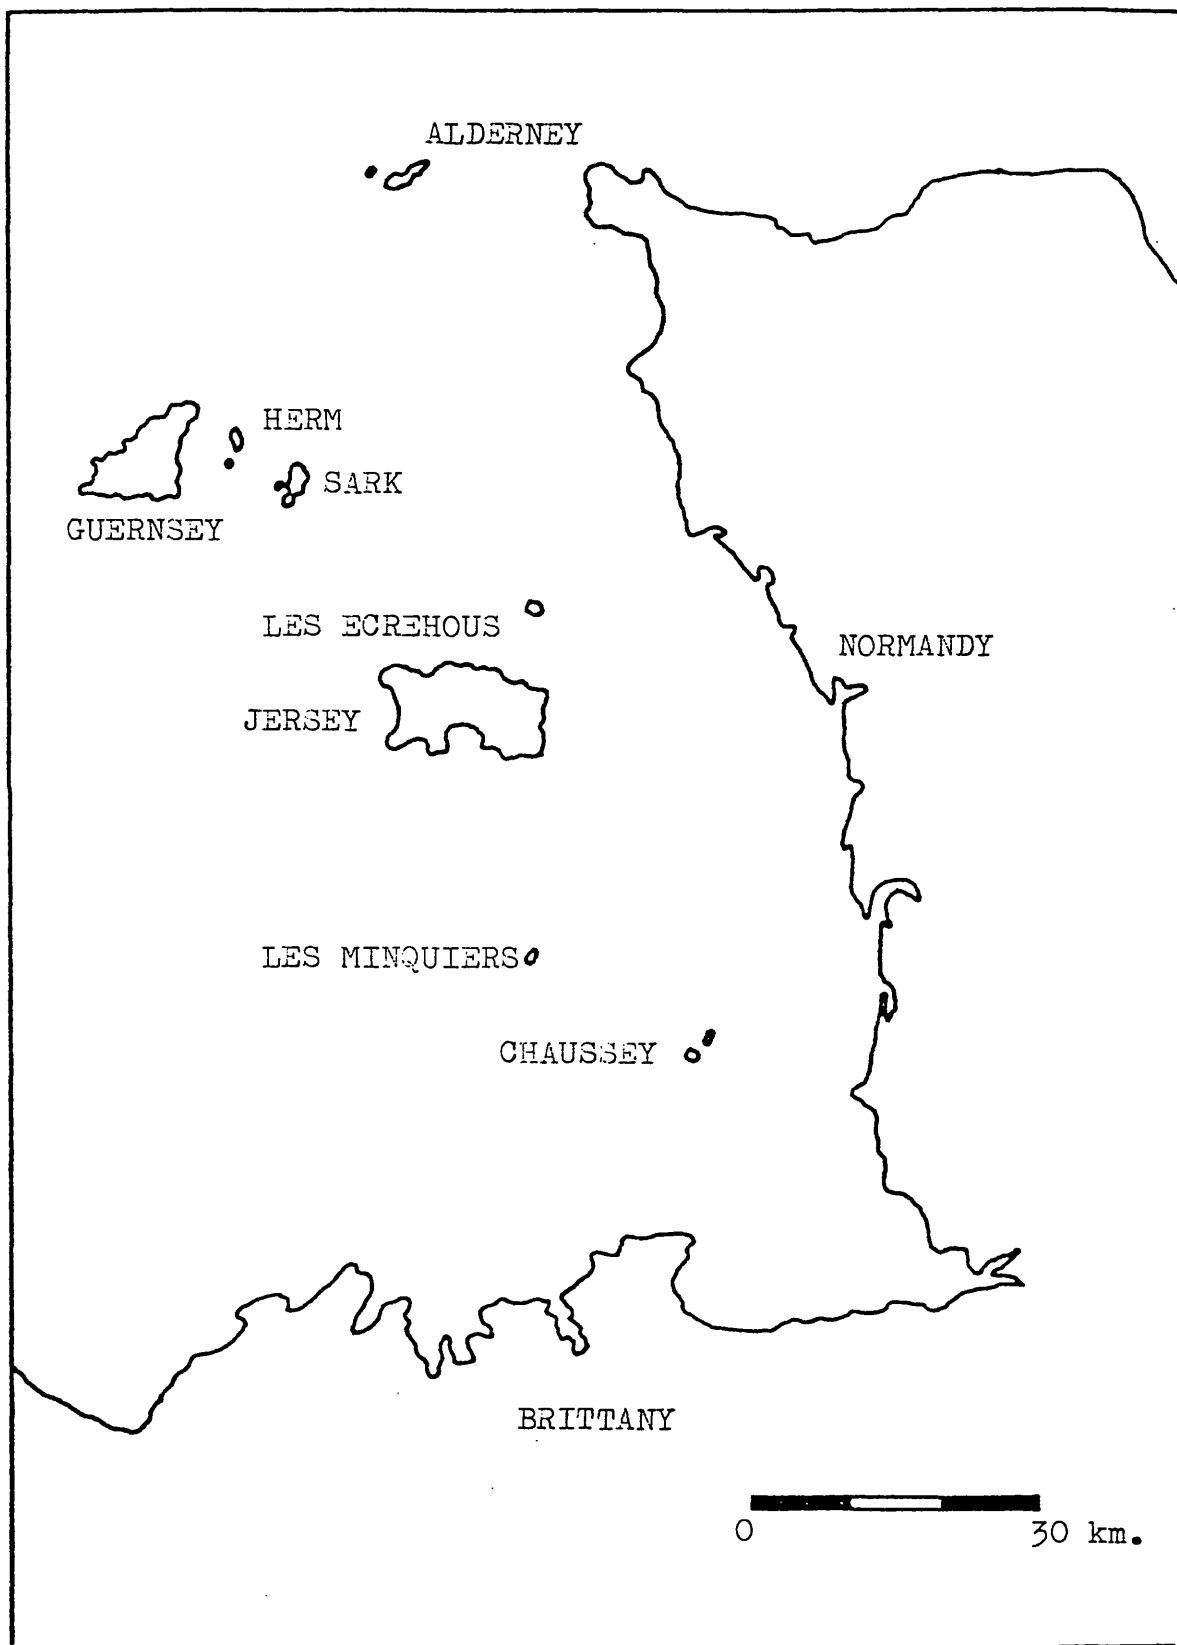 ALDERNEY
HERM
SARK
GUERNSEY
LES ECREHOUS
NORMANDY
JERSEY
LES MINQUIERS
CHAUSSEY
BRITTANY
0 30 km.